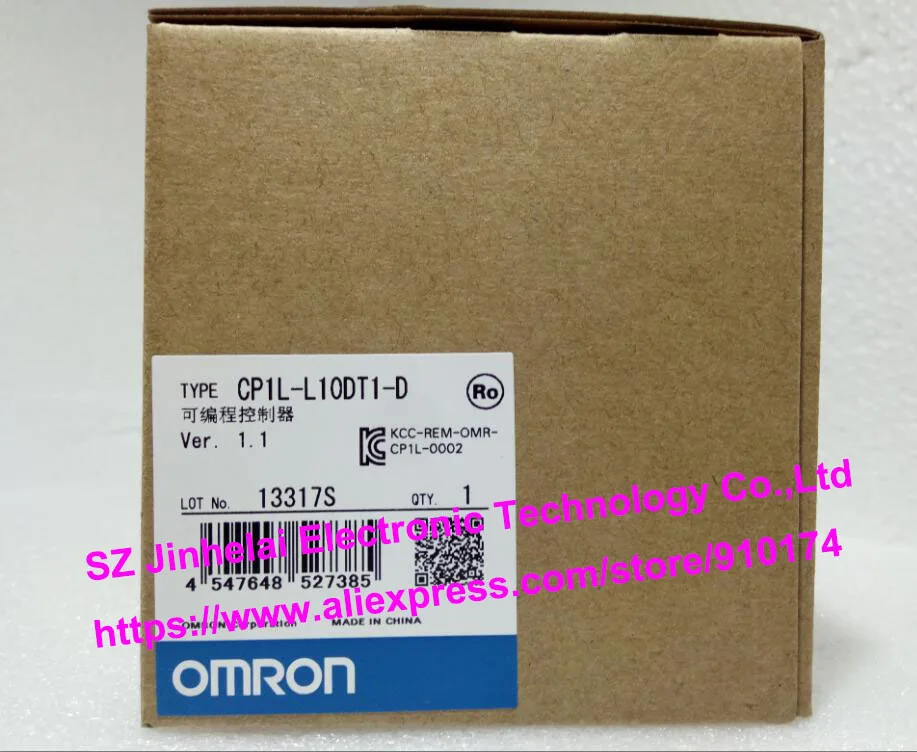 TYPE CP1L-L10DT1-D
Ro
可编程控制器
Ver. 1.1
KCC-REM-OMR-
CP1L-0002
LOT No. 13317S QTY. 1
SZ Jinhelai Electronic Technology Co.,Ltd
4 547648 527385
https://www.aliexpress.com/store/910174
OMRON Corporation MADE IN CHINA
OMRON